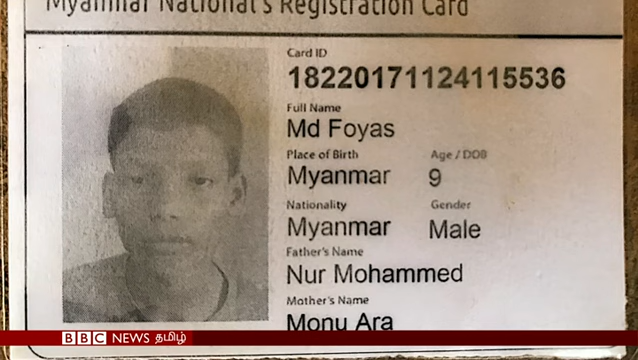 Myanmar National's Registration Card
Card ID
18220171124115536
Full Name
Md Foyas
Place of Birth Age / DOB
Myanmar 9
Nationality Gender
Myanmar Male
Father's Name
Nur Mohammed
Mother's Name
Monu Ara
BBC NEWS தமிழ்